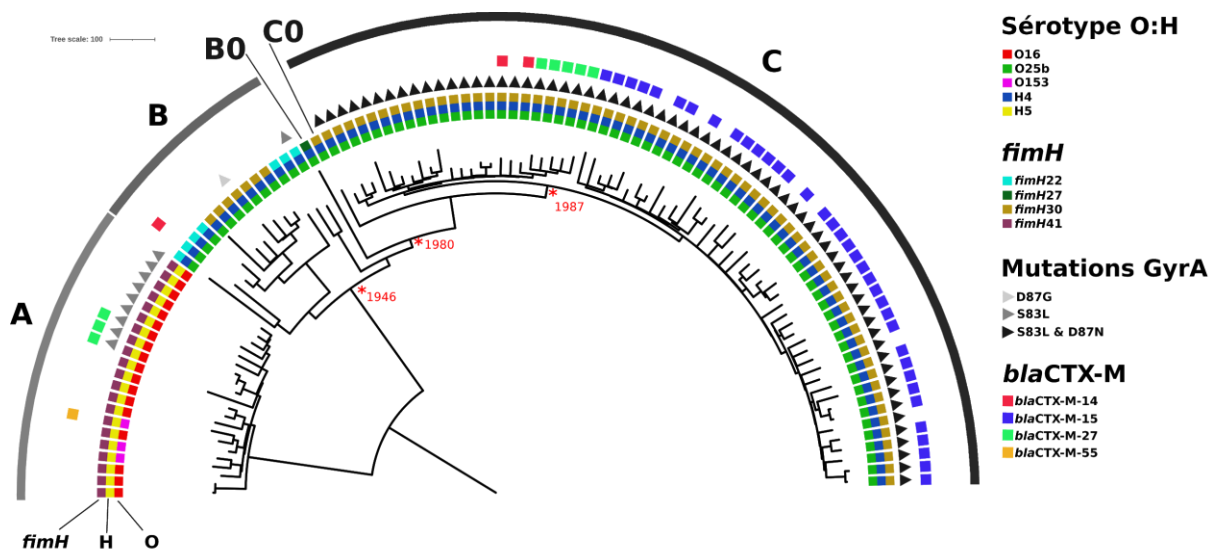 Tree scale: 100
B0
C0
C
B
A
*1987
*1980
*1946
fimH
H
O
Sérotype O:H
O16
O25b
O153
H4
H5
fimH
fimH22
fimH27
fimH30
fimH41
Mutations GyrA
D87G
S83L
S83L & D87N
blaCTX-M
blaCTX-M-14
blaCTX-M-15
blaCTX-M-27
blaCTX-M-55